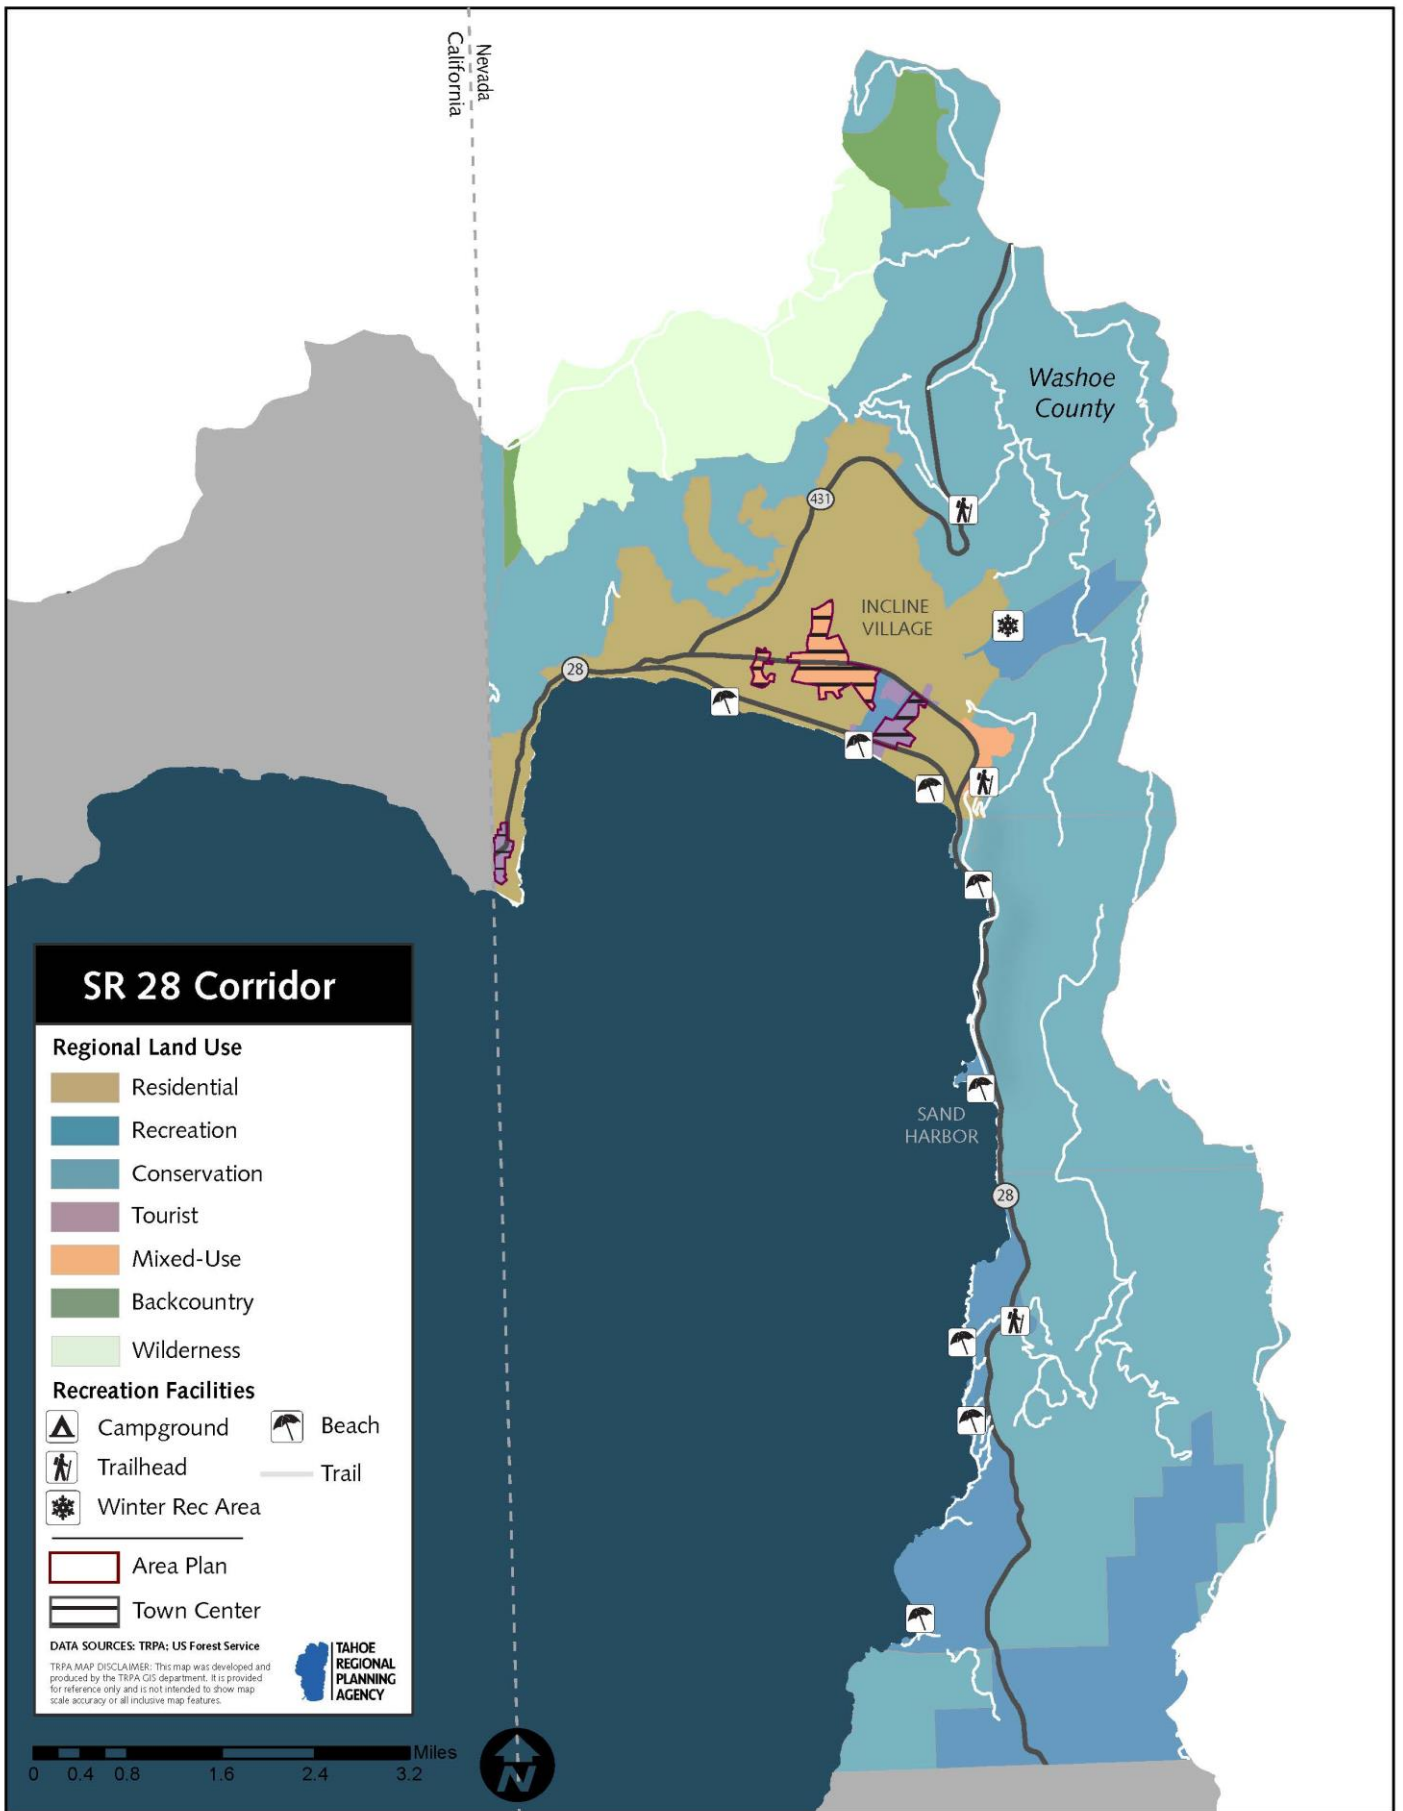 Nevada
California
Washoe
County
431
INCLINE
VILLAGE
28
SAND
HARBOR
28
SR 28 Corridor
Regional Land Use
Residential
Recreation
Conservation
Tourist
Mixed-Use
Backcountry
Wilderness
Recreation Facilities
Campground
Beach
Trailhead
Trail
Winter Rec Area
Area Plan
Town Center
DATA SOURCES: TRPA; US Forest Service
TRPA MAP DISCLAIMER: This map was developed and
produced by the TRPA GIS department. It is provided
for reference only and is not intended to show map
scale accuracy or all inclusive map features.
TAHOE
REGIONAL
PLANNING
AGENCY
Miles
0 0.4 0.8 1.6 2.4 3.2
N